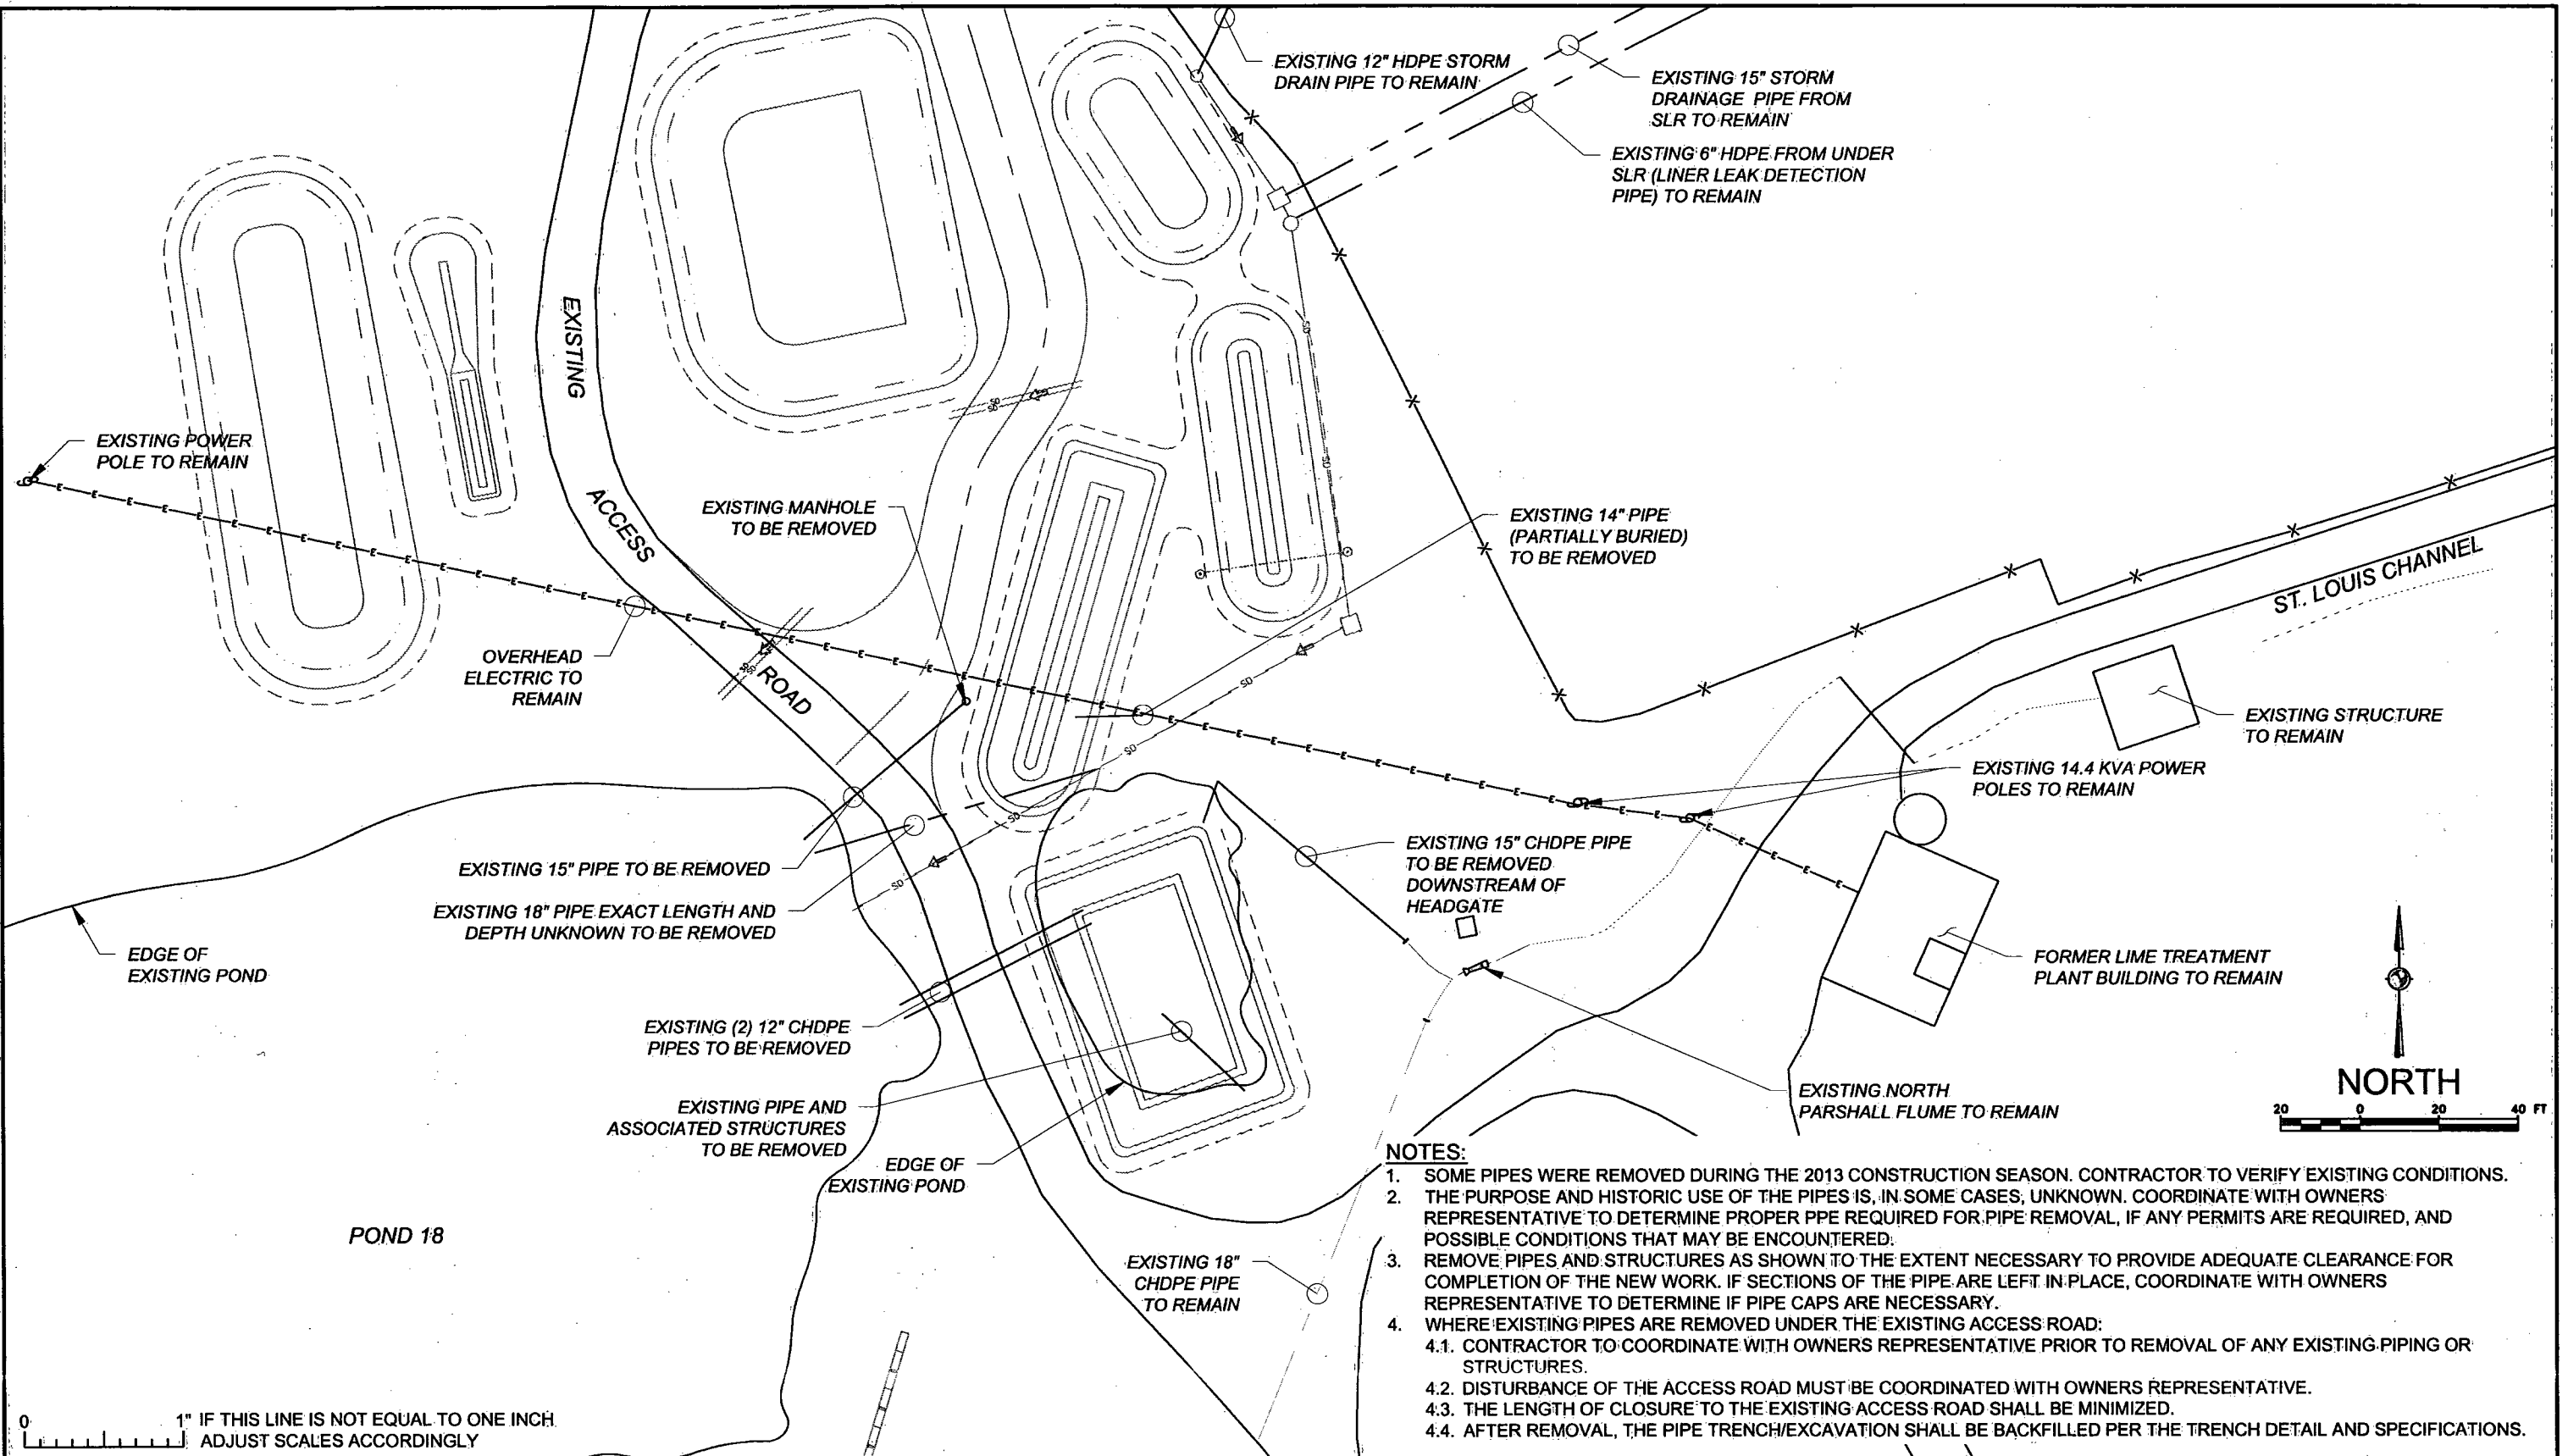 EXISTING 12" HDPE STORM
DRAIN PIPE TO REMAIN
EXISTING 15" STORM
DRAINAGE PIPE FROM
SLR TO REMAIN
EXISTING 6" HDPE FROM UNDER
SLR (LINER LEAK DETECTION
PIPE) TO REMAIN
EXISTING
ACCESS
ROAD
EXISTING POWER
POLE TO REMAIN
EXISTING MANHOLE
TO BE REMOVED
EXISTING 14" PIPE
(PARTIALLY BURIED)
TO BE REMOVED
ST. LOUIS CHANNEL
OVERHEAD
ELECTRIC TO
REMAIN
EXISTING STRUCTURE
TO REMAIN
EXISTING 14.4 KVA POWER
POLES TO REMAIN
EXISTING 15" CHDPE PIPE
TO BE REMOVED
DOWNSTREAM OF
HEADGATE
EXISTING 15" PIPE TO BE REMOVED
EXISTING 18" PIPE EXACT LENGTH AND
DEPTH UNKNOWN TO BE REMOVED
EDGE OF
EXISTING POND
FORMER LIME TREATMENT
PLANT BUILDING TO REMAIN
EXISTING (2) 12" CHDPE
PIPES TO BE REMOVED
EXISTING PIPE AND
ASSOCIATED STRUCTURES
TO BE REMOVED
EDGE OF
EXISTING POND
EXISTING NORTH
PARSHALL FLUME TO REMAIN
NORTH
20 0 20 40 FT
POND 18
EXISTING 18"
CHDPE PIPE
TO REMAIN
NOTES:
1. SOME PIPES WERE REMOVED DURING THE 2013 CONSTRUCTION SEASON. CONTRACTOR TO VERIFY EXISTING CONDITIONS.
2. THE PURPOSE AND HISTORIC USE OF THE PIPES IS, IN SOME CASES, UNKNOWN. COORDINATE WITH OWNERS
REPRESENTATIVE TO DETERMINE PROPER PPE REQUIRED FOR PIPE REMOVAL, IF ANY PERMITS ARE REQUIRED, AND
POSSIBLE CONDITIONS THAT MAY BE ENCOUNTERED.
3. REMOVE PIPES AND STRUCTURES AS SHOWN TO THE EXTENT NECESSARY TO PROVIDE ADEQUATE CLEARANCE FOR
COMPLETION OF THE NEW WORK. IF SECTIONS OF THE PIPE ARE LEFT IN PLACE, COORDINATE WITH OWNERS
REPRESENTATIVE TO DETERMINE IF PIPE CAPS ARE NECESSARY.
4. WHERE EXISTING PIPES ARE REMOVED UNDER THE EXISTING ACCESS ROAD:
4.1. CONTRACTOR TO COORDINATE WITH OWNERS REPRESENTATIVE PRIOR TO REMOVAL OF ANY EXISTING PIPING OR
STRUCTURES.
4.2. DISTURBANCE OF THE ACCESS ROAD MUST BE COORDINATED WITH OWNERS REPRESENTATIVE.
4.3. THE LENGTH OF CLOSURE TO THE EXISTING ACCESS ROAD SHALL BE MINIMIZED.
4.4. AFTER REMOVAL, THE PIPE TRENCH/EXCAVATION SHALL BE BACKFILLED PER THE TRENCH DETAIL AND SPECIFICATIONS.
0 1" IF THIS LINE IS NOT EQUAL TO ONE INCH
ADJUST SCALES ACCORDINGLY